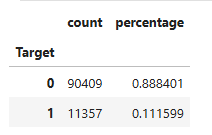 count percentage
Target
0 90409 0.888401
1 11357 0.111599